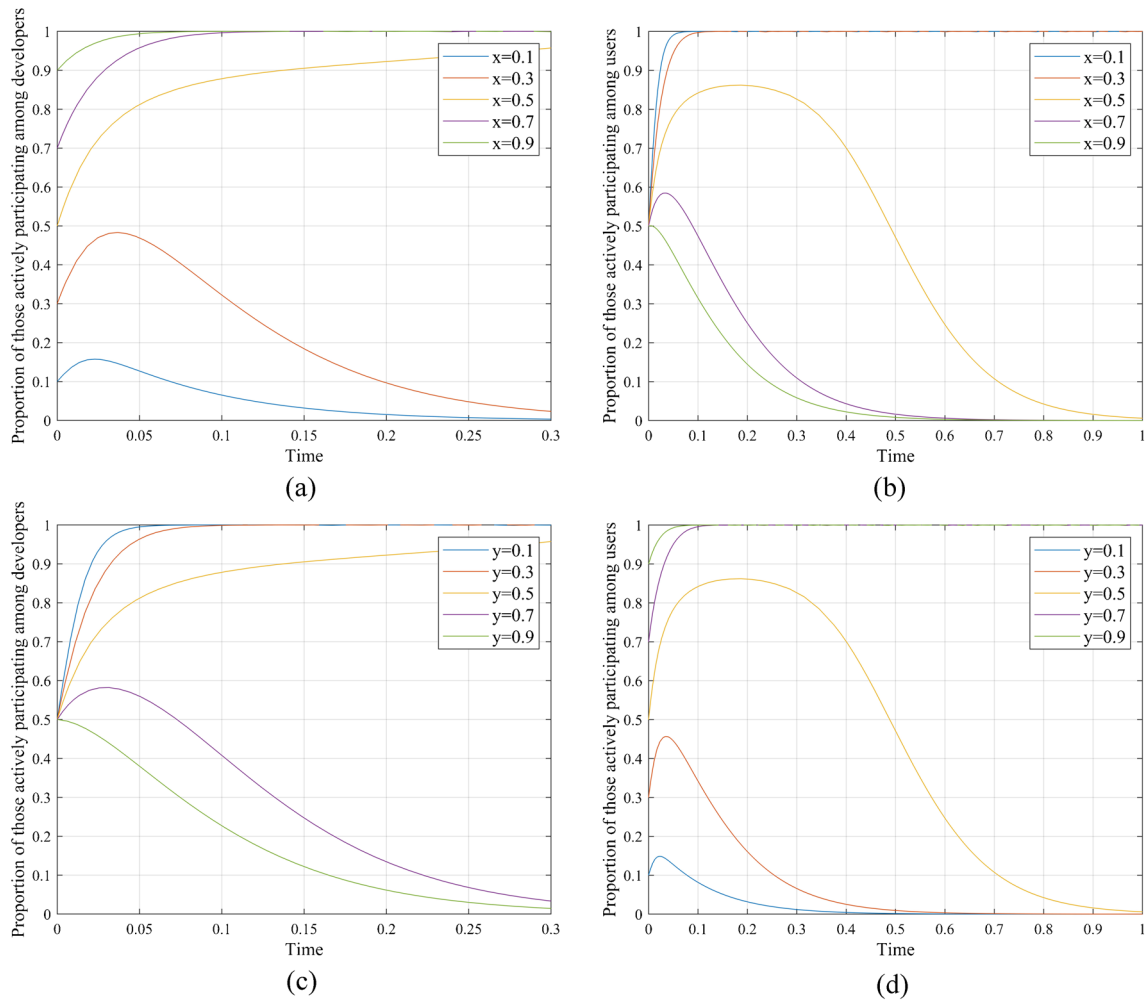 Proportion of those actively participating among developers
1
0.9
0.8
0.7
0.6
0.5
0.4
0.3
0.2
0.1
0
0 0.05 0.1 0.15 0.2 0.25 0.3
Time
x=0.1
x=0.3
x=0.5
x=0.7
x=0.9
(a)
Proportion of those actively participating among users
1
0.9
0.8
0.7
0.6
0.5
0.4
0.3
0.2
0.1
0
0 0.1 0.2 0.3 0.4 0.5 0.6 0.7 0.8 0.9 1
Time
x=0.1
x=0.3
x=0.5
x=0.7
x=0.9
(b)
Proportion of those actively participating among developers
1
0.9
0.8
0.7
0.6
0.5
0.4
0.3
0.2
0.1
0
0 0.05 0.1 0.15 0.2 0.25 0.3
Time
y=0.1
y=0.3
y=0.5
y=0.7
y=0.9
(c)
Proportion of those actively participating among users
1
0.9
0.8
0.7
0.6
0.5
0.4
0.3
0.2
0.1
0
0 0.1 0.2 0.3 0.4 0.5 0.6 0.7 0.8 0.9 1
Time
y=0.1
y=0.3
y=0.5
y=0.7
y=0.9
(d)